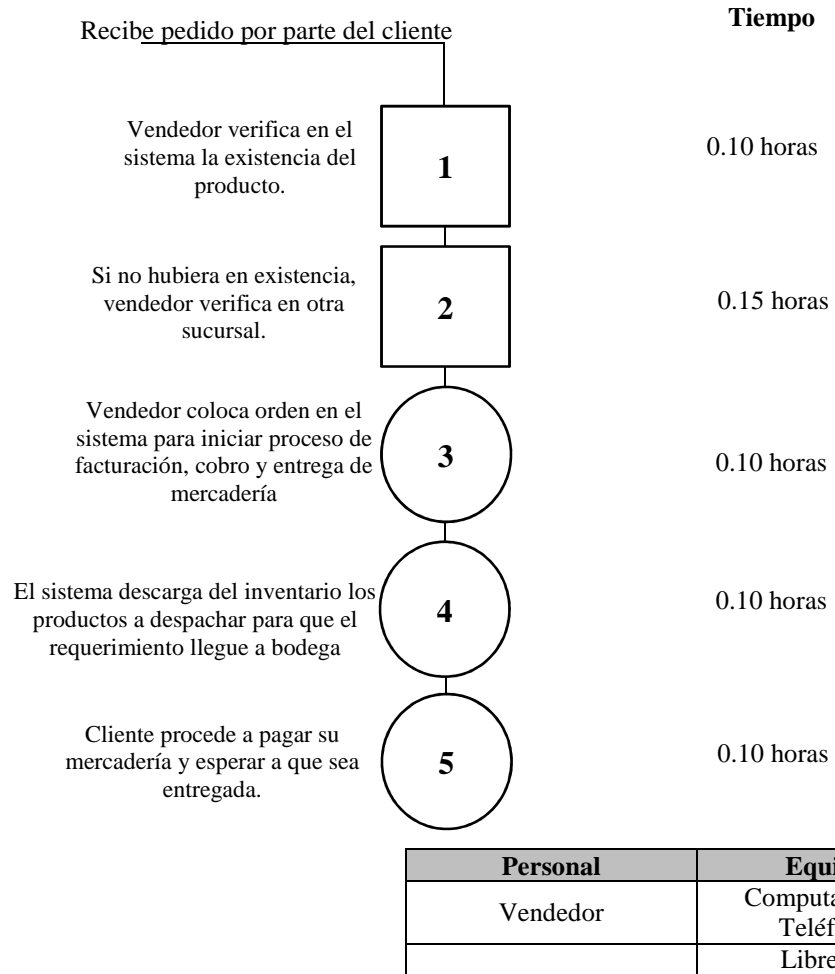 Tiempo
Recibe pedido por parte del cliente
Vendedor verifica en el
sistema la existencia del
producto.
1
0.10 horas
Si no hubiera en existencia,
vendedor verifica en otra
sucursal.
2
0.15 horas
Vendedor coloca orden en el
sistema para iniciar proceso de
facturación, cobro y entrega de
mercadería
3
0.10 horas
El sistema descarga del inventario los
productos a despachar para que el
requerimiento llegue a bodega
4
0.10 horas
Cliente procede a pagar su
mercadería y esperar a que sea
entregada.
5
0.10 horas
Personal
Vendedor